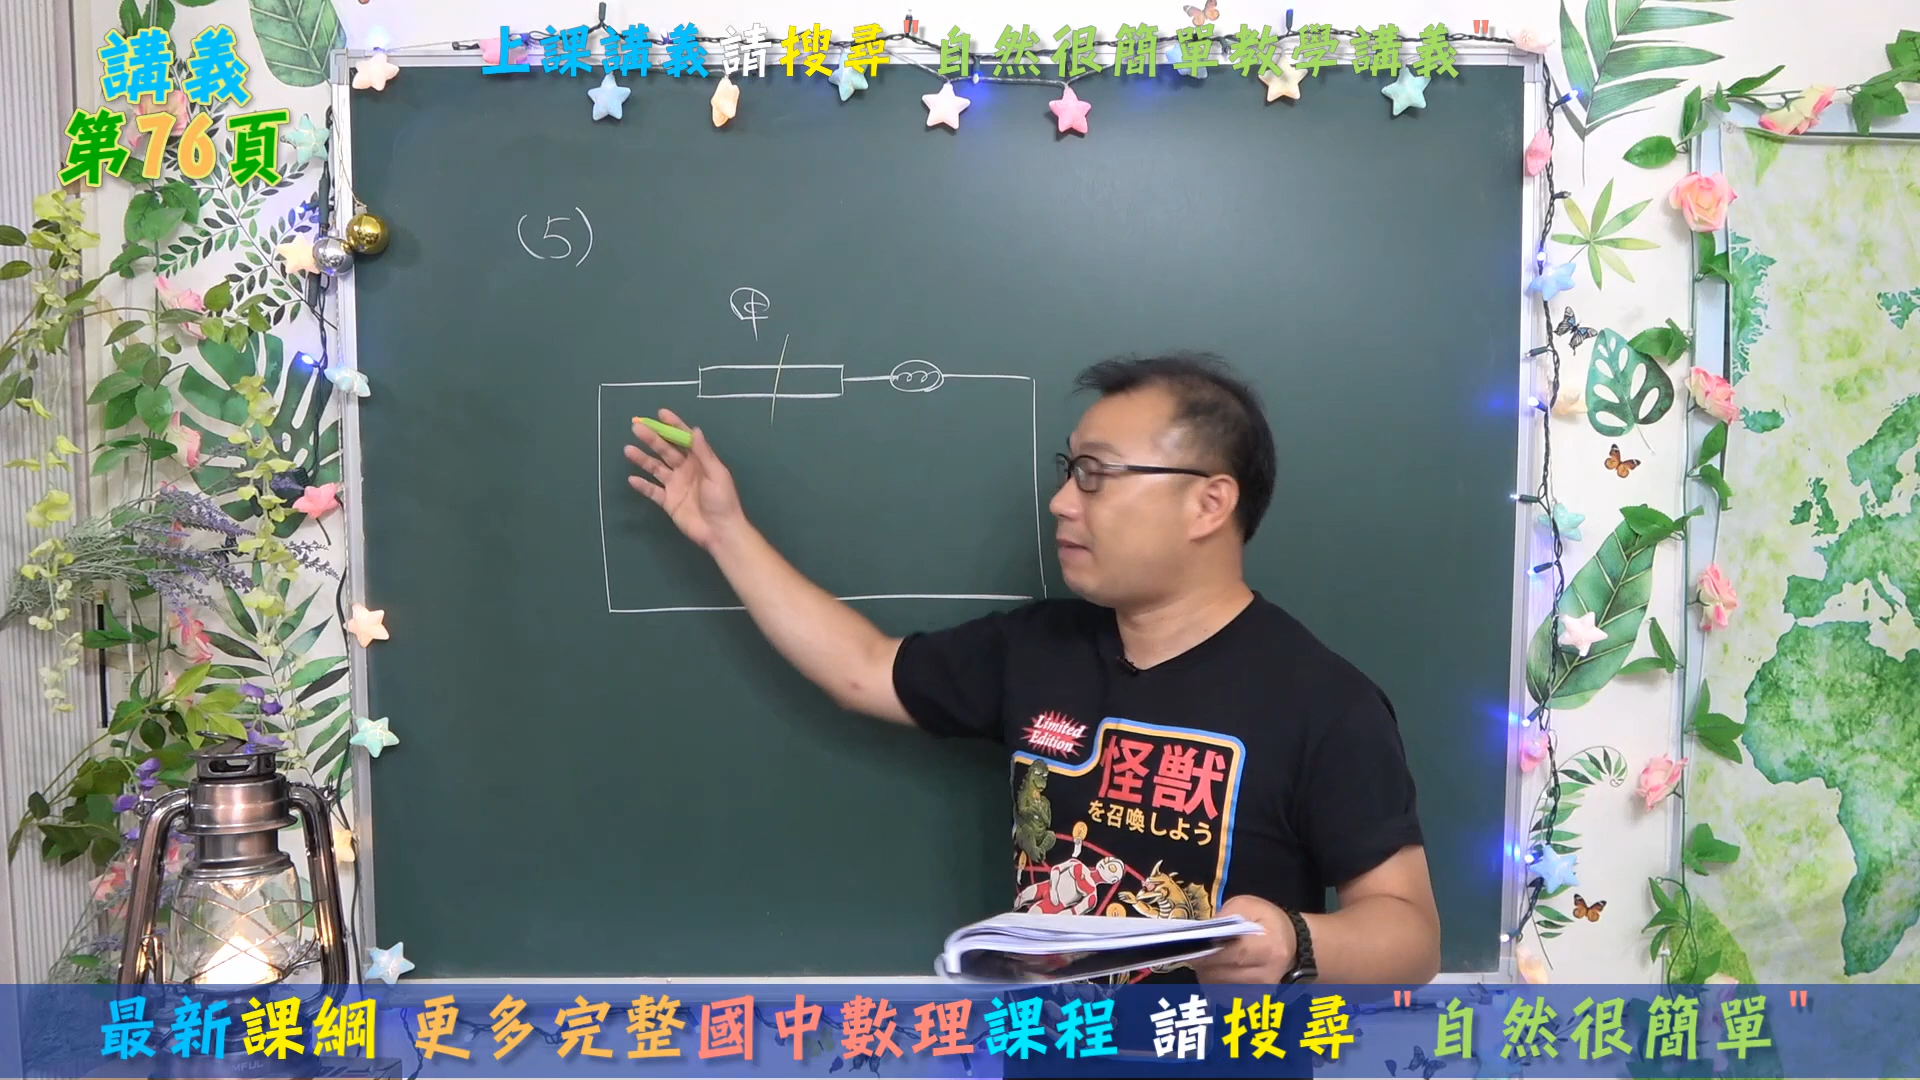 上課講義請搜尋"自然很簡單教學講義"
講義
第76頁
(5)
Limited
Edition
怪獣
を召喚しよう
最新課綱 更多完整國中數理課程 請搜尋"自然很簡單"